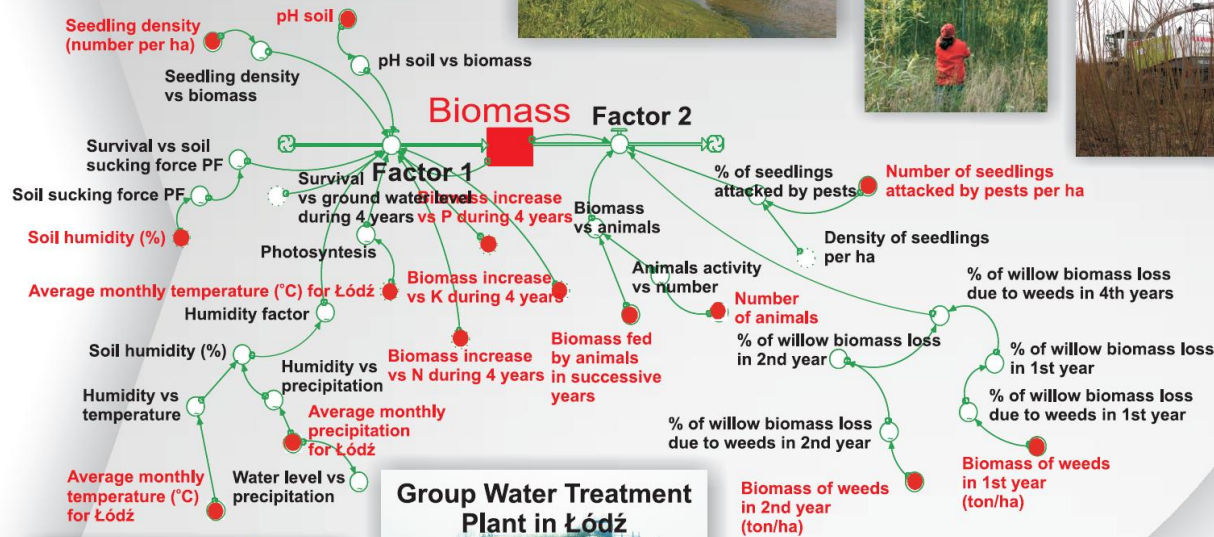 Seedling density
(number per ha)
pH soil
Seedling density
vs biomass
pH soil vs biomass
Biomass
Factor 2
Survival vs soil
sucking force PF
Factor 1
Soil sucking force PF
Survival
vs ground water level
during 4 years
Biomass increase
vs P during 4 years
% of seedlings
attacked by pests
Number of seedlings
attacked by pests per ha
Biomass
vs animals
Soil humidity (%)
Photosyntesis
Density of seedlings
per ha
Average monthly temperature (°C) for Łódź
Biomass increase
vs K during 4 years
Animals activity
vs number
% of willow biomass loss
due to weeds in 4th years
Humidity factor
Number
of animals
Soil humidity (%)
Biomass increase
vs N during 4 years
Biomass fed
by animals
in successive
years
% of willow biomass loss
in 2nd year
% of willow biomass loss
in 1st year
Humidity vs
precipitation
Humidity vs
temperature
Average monthly
precipitation
for Łódź
% of willow biomass loss
due to weeds in 2nd year
% of willow biomass loss
due to weeds in 1st year
Average monthly
temperature (°C)
for Łódź
Water level vs
precipitation
Biomass of weeds
in 2nd year
(ton/ha)
Biomass of weeds
in 1st year
(ton/ha)
Group Water Treatment
Plant in Łódź